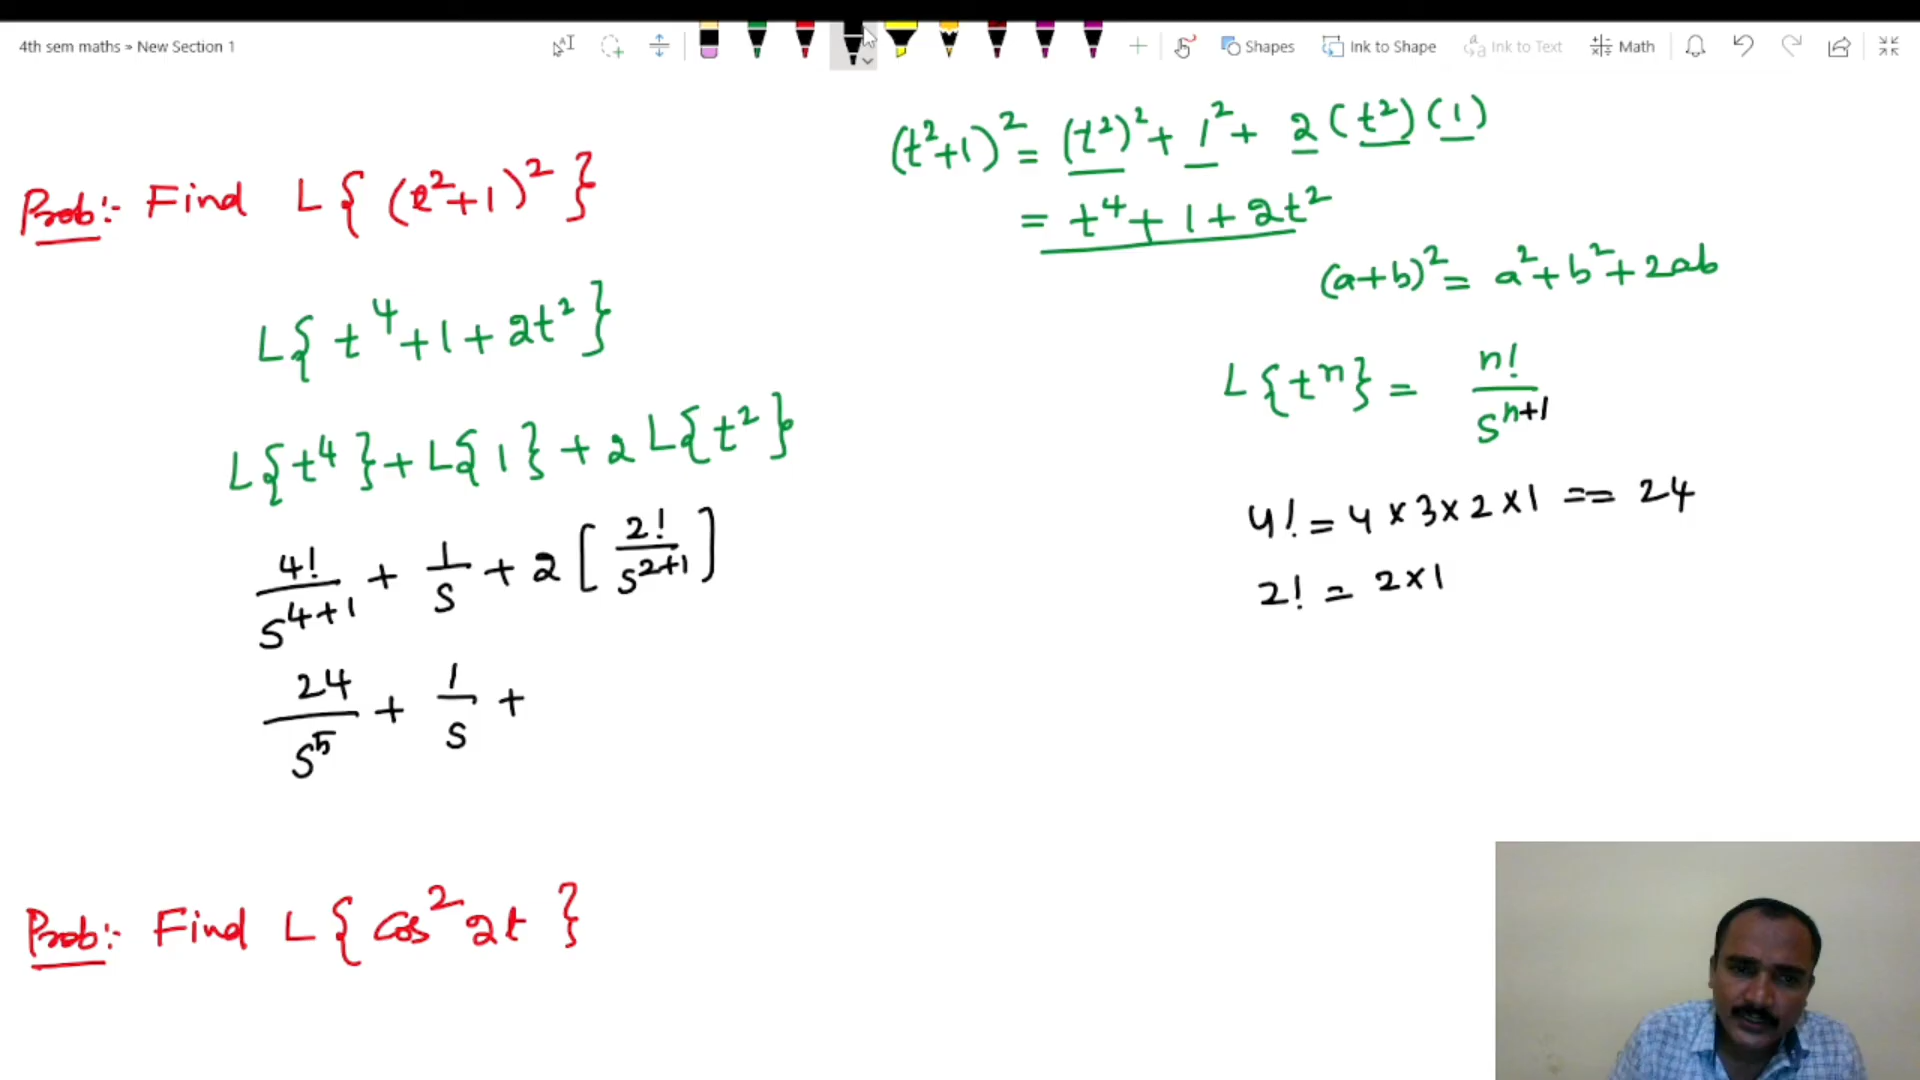 4th sem maths » New Section 1
Shapes Ink to Shape Ink to Text Math
Prob:- Find L{(t²+1)²}
L{t⁴+1+2t²}
L{t⁴}+L{1}+2L{t²}
4!/s⁴⁺¹ + 1/s + 2[2!/s²⁺¹]
24/s⁵ + 1/s +
(t²+1)² = (t²)² + 1² + 2(t²)(1)
= t⁴+1+2t²
(a+b)² = a²+b²+2ab
L{tⁿ} = n!/sⁿ⁺¹
4! = 4×3×2×1 == 24
2! = 2×1
Prob:- Find L{cos²2t}